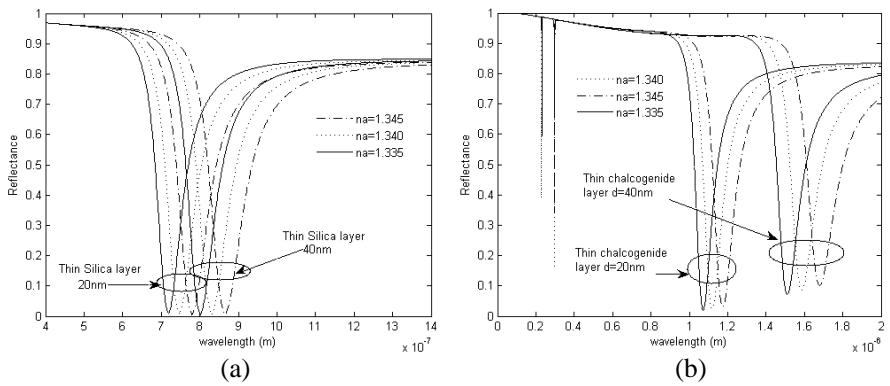 1
0.9
0.8
0.7
0.6
0.5
0.4
0.3
0.2
0.1
0
Reflectance
na=1.345
na=1.340
na=1.335
Thin Silica layer
40nm
Thin Silica layer
20nm
4 5 6 7 8 9 10 11 12 13 14
wavelength (m)
x 10^-7
(a)
1
0.9
0.8
0.7
0.6
0.5
0.4
0.3
0.2
0.1
0
Reflectance
na=1.340
na=1.345
na=1.335
Thin chalcogenide
layer d=40nm
Thin chalcogenide
layer d=20nm
0 0.2 0.4 0.6 0.8 1 1.2 1.4 1.6 1.8 2
wavelength (m)
x 10^-6
(b)